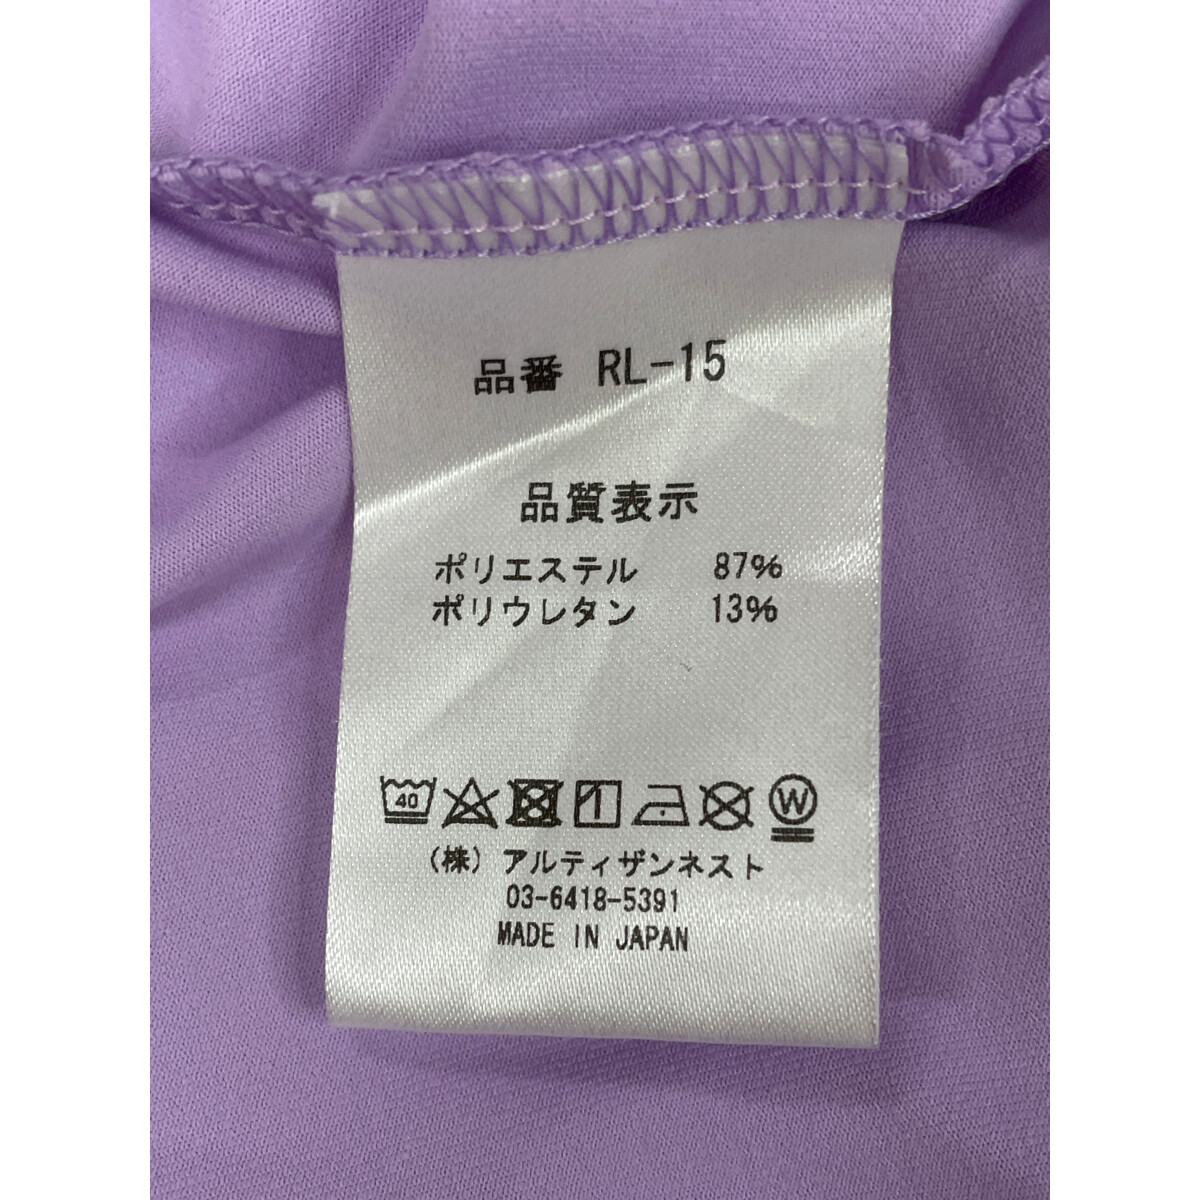 品番 RL-15
品質表示
ポリエステル 87%
ポリウレタン 13%
40 W
(株) アルティザンネスト
03-6418-5391
MADE IN JAPAN